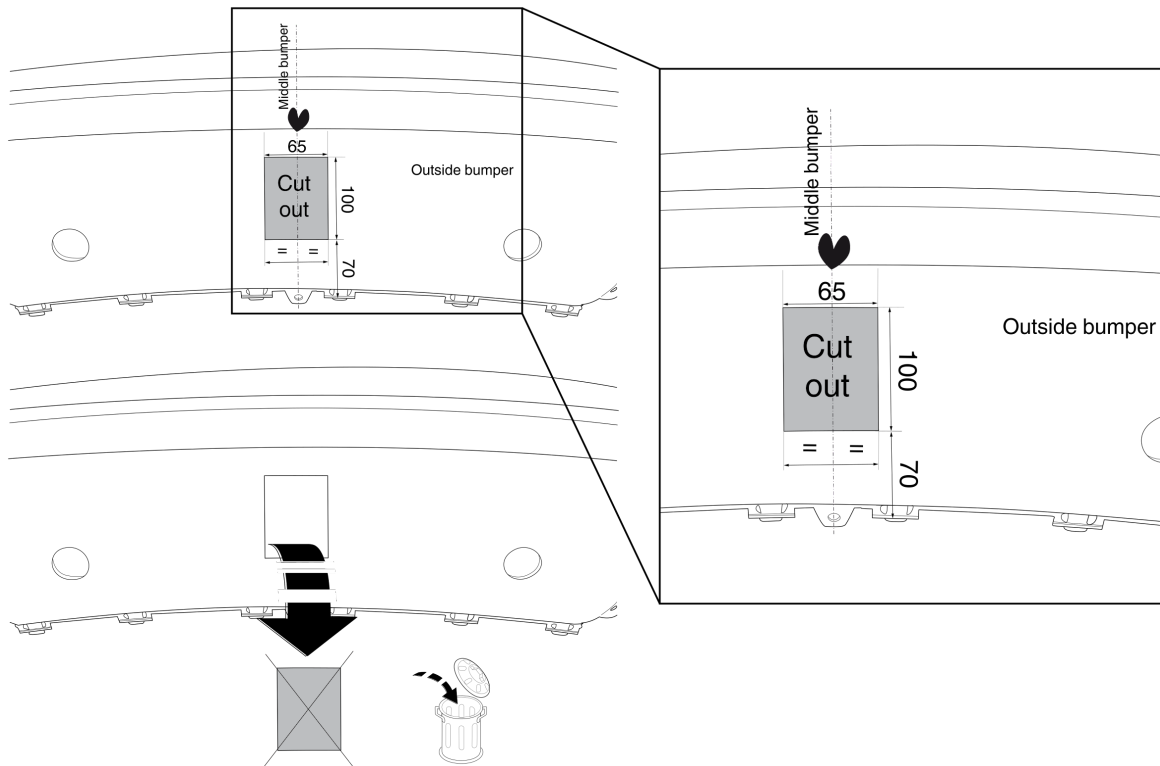 Middle bumper
65
Cut
out
100
Outside bumper
= =
70
Middle bumper
65
Cut
out
100
Outside bumper
= =
70